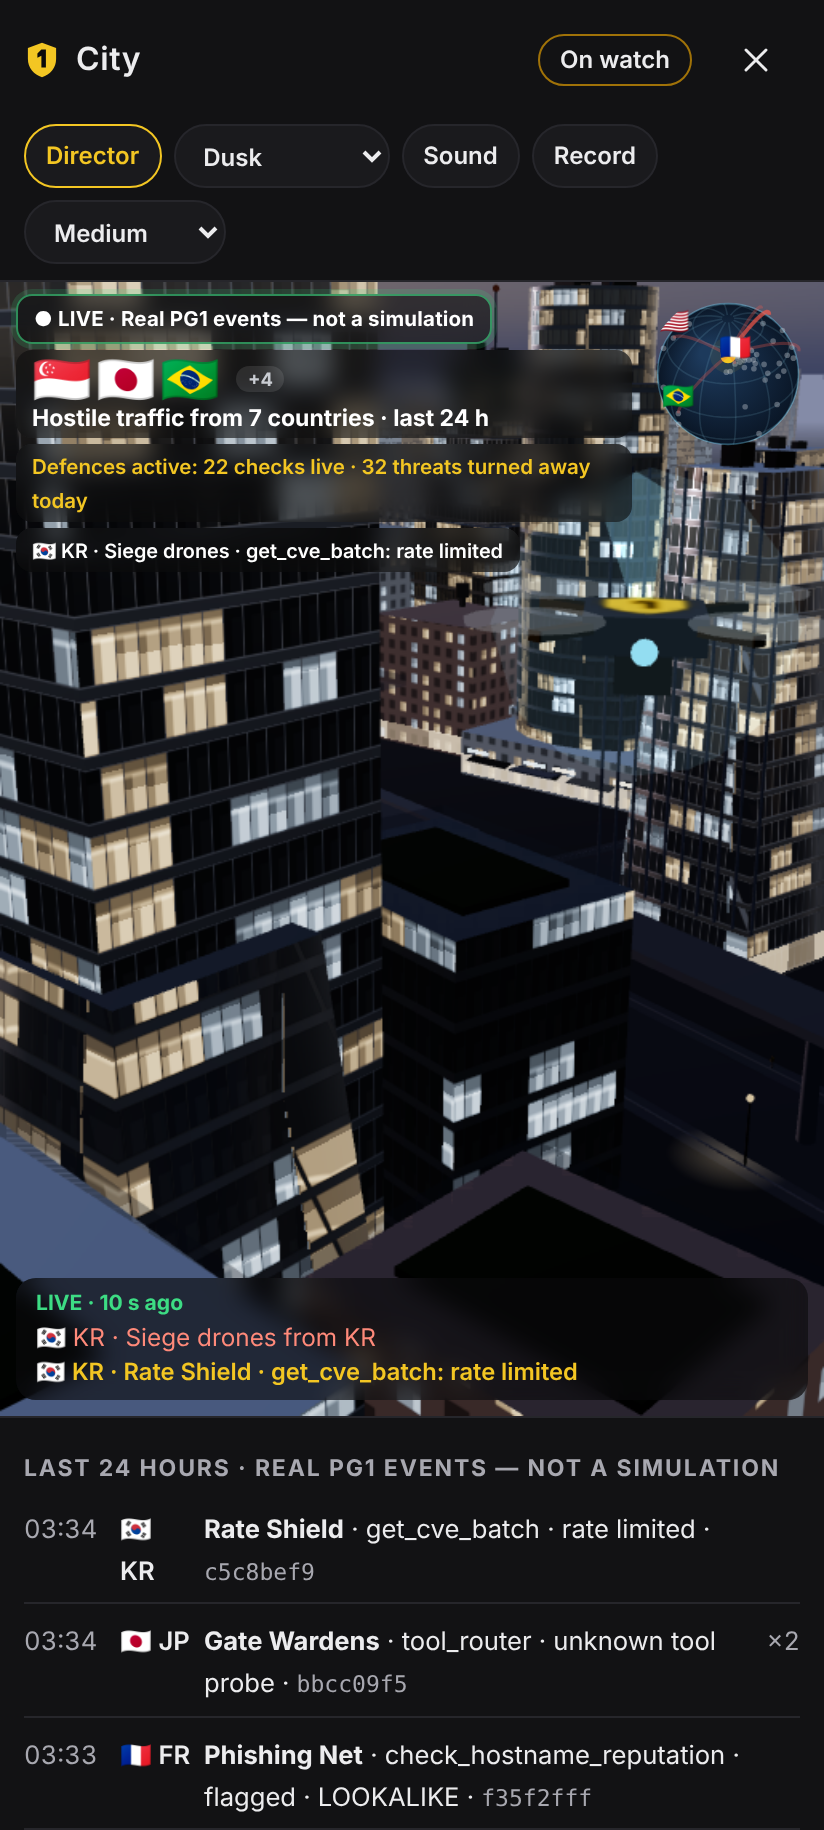 1 City
On watch
Director
Dusk
Sound
Record
Medium
LIVE · Real PG1 events — not a simulation
+4
Hostile traffic from 7 countries · last 24 h
Defences active: 22 checks live · 32 threats turned away
today
🇰🇷 KR · Siege drones · get_cve_batch: rate limited
LIVE · 10 s ago
🇰🇷 KR · Siege drones from KR
🇰🇷 KR · Rate Shield · get_cve_batch: rate limited
LAST 24 HOURS · REAL PG1 EVENTS — NOT A SIMULATION
03:34 🇰🇷 KR Rate Shield · get_cve_batch · rate limited ·
c5c8bef9
03:34 🇯🇵 JP Gate Wardens · tool_router · unknown tool ×2
probe · bbcc09f5
03:33 🇫🇷 FR Phishing Net · check_hostname_reputation ·
flagged · LOOKALIKE · f35f2fff